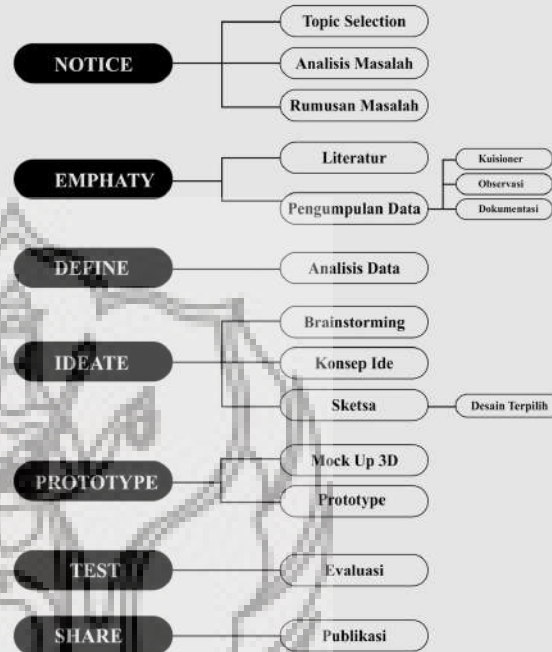 NOTICE
Topic Selection
Analisis Masalah
Rumusan Masalah
EMPHATY
Literatur
Pengumpulan Data
Kuisioner
Observasi
Dokumentasi
DEFINE
Analisis Data
IDEATE
Brainstorming
Konsep Ide
Sketsa
Desain Terpilih
PROTOTYPE
Mock Up 3D
Prototype
TEST
Evaluasi
SHARE
Publikasi